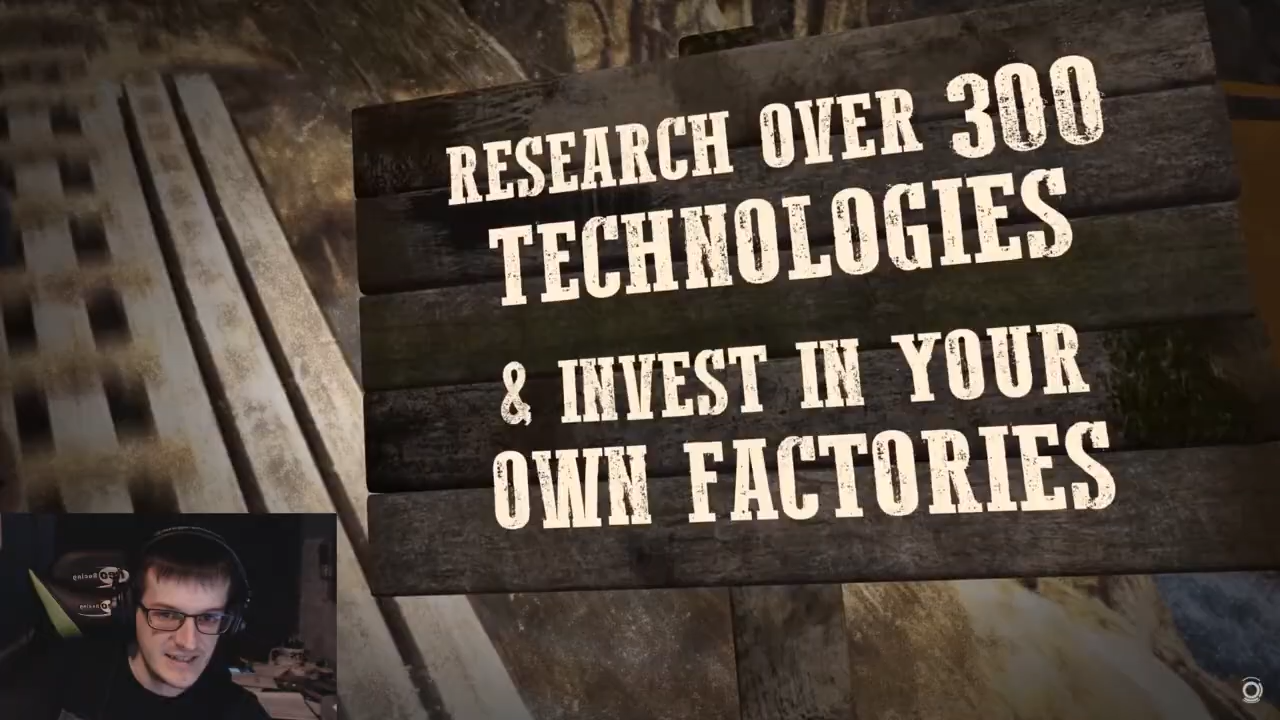 RESEARCH OVER 300
TECHNOLOGIES
& INVEST IN YOUR
OWN FACTORIES